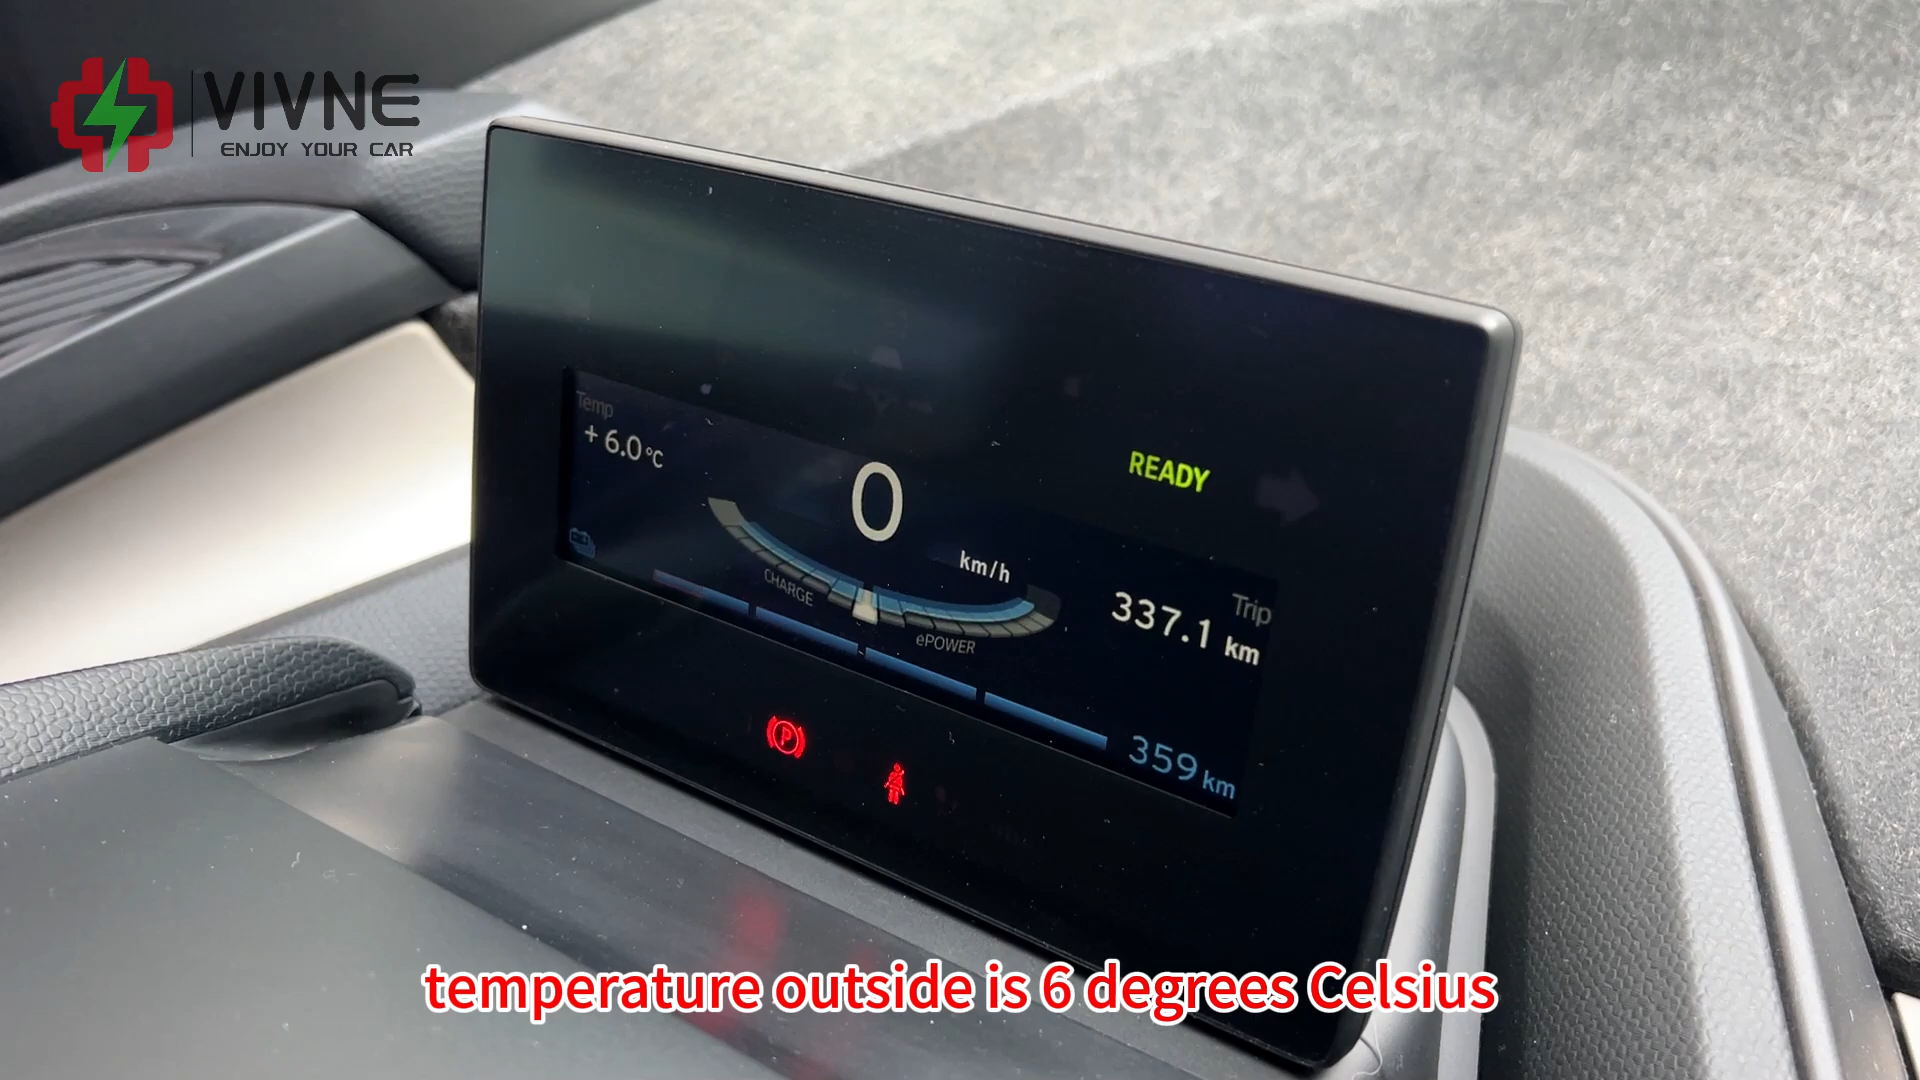 VIVNE
ENJOY YOUR CAR
Temp
+ 6.0 °C
0
km/h
READY
CHARGE
ePOWER
Trip
337.1 km
359 km
P
temperature outside is 6 degrees Celsius